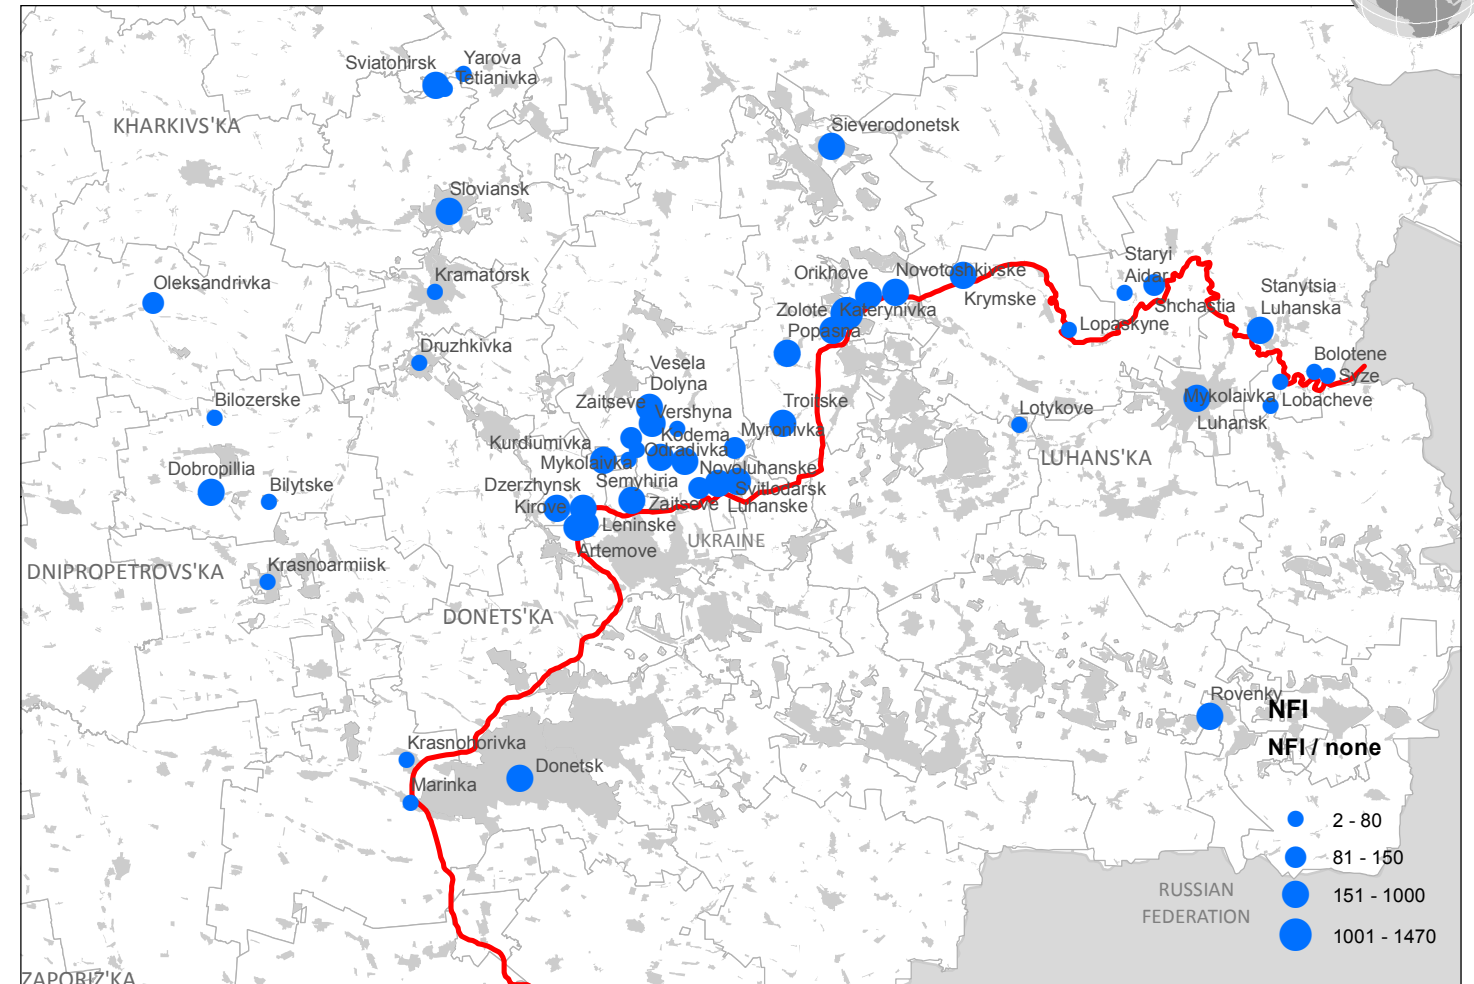 Yarova
Sviatohirsk
Tetianivka
KHARKIVS'KA
Sieverodonetsk
Sloviansk
Staryi
Aidar
Novotoshkivske
Orikhove
Kramatorsk
Oleksandrivka
Stanytsia
Luhanska
Krymske
Shchastia
Zolote
Katerynivka
Popasna
Lopaskyne
Druzhkivka
Bolotene
Vesela
Dolyna
Syze
Bilozerske
Zaitseve
Vershyna
Troitske
Mykolaivka
Lobacheve
Lotykove
Luhansk
Kodema
Myronivka
Kurdiumivka
Odradivka
LUHANS'KA
Mykolaivka
Dobropillia
Novoluhanske
Bilytske
Dzerzhynsk
Semyhiria
Svitlodarsk
Kirove
Zaitseve
Luhanske
Leninske
UKRAINE
Artemove
Krasnoarmiisk
DNIPROPETROVS'KA
DONETS'KA
Rovenky
NFI
NFI / none
Krasnohorivka
Donetsk
Marinka
2 - 80
81 - 150
151 - 1000
1001 - 1470
RUSSIAN
FEDERATION
ZAPORIZ'KA